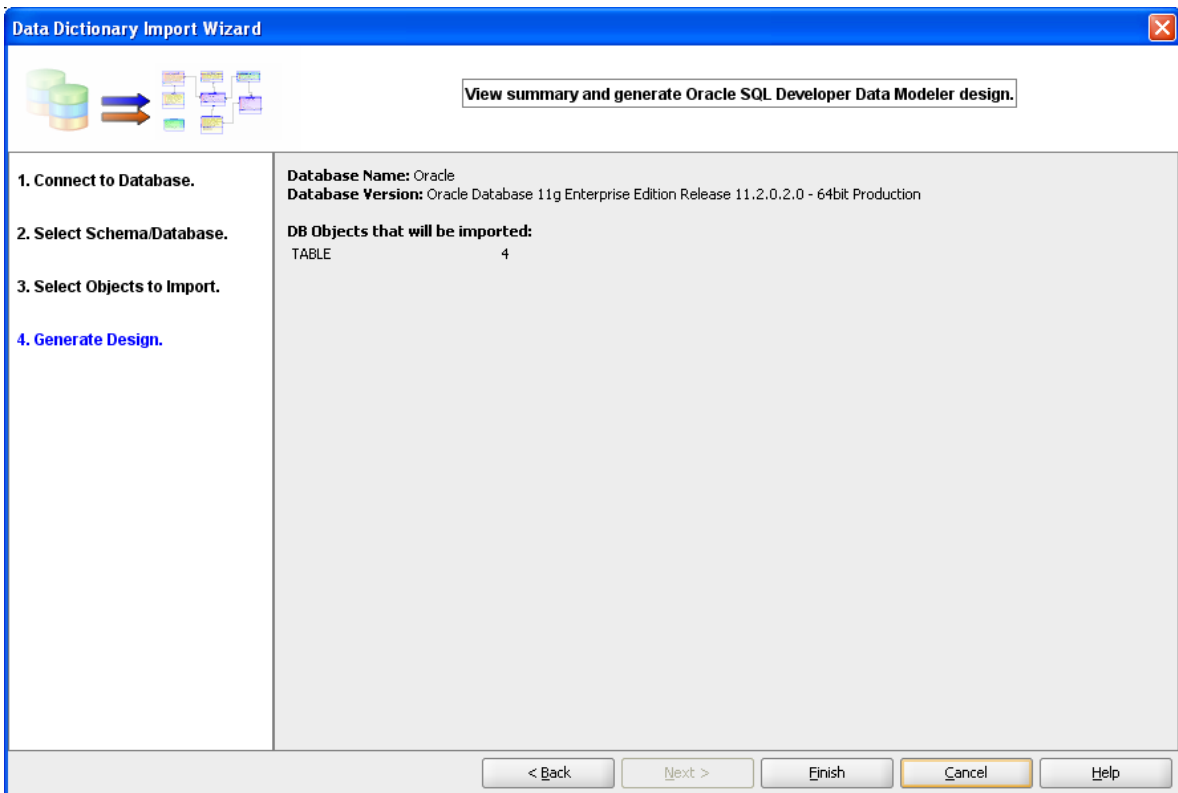 Data Dictionary Import Wizard
View summary and generate Oracle SQL Developer Data Modeler design.
1. Connect to Database.
2. Select Schema/Database.
3. Select Objects to Import.
4. Generate Design.
Database Name: Oracle
Database Version: Oracle Database 11g Enterprise Edition Release 11.2.0.2.0 - 64bit Production
DB Objects that will be imported:
TABLE 4
< Back
Next >
Finish
Cancel
Help